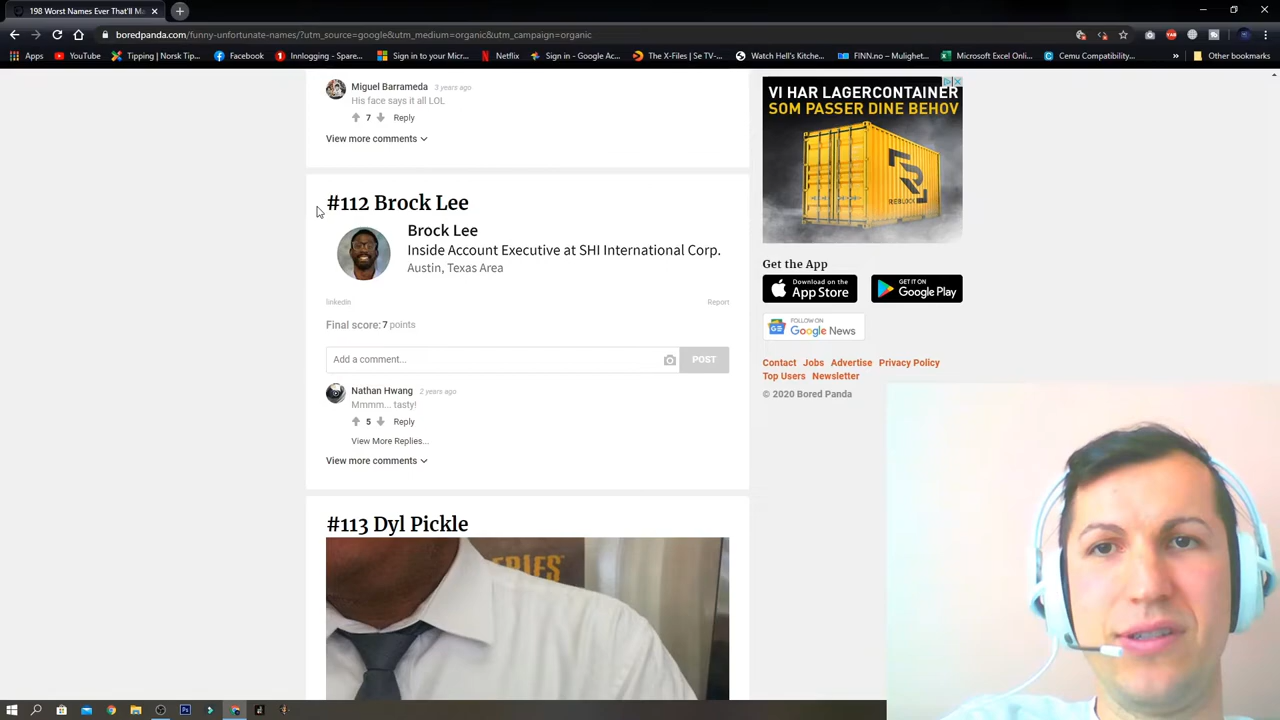 198 Worst Names Ever That'll Ma
boredpanda.com/funny-unfortunate-names/?utm_source=google&utm_medium=organic&utm_campaign=organic
Apps YouTube Tipping | Norsk Tip... Facebook Innlogging - Spare... Sign in to your Micr... Netflix Sign in - Google Ac... The X-Files | Se TV-... Watch Hell's Kitche... FINN.no – Mulighet... Microsoft Excel Onli... Cemu Compatibility... » Other bookmarks
Miguel Barrameda 3 years ago
His face says it all LOL
7 Reply
View more comments
#112 Brock Lee
Brock Lee
Inside Account Executive at SHI International Corp.
Austin, Texas Area
linkedin Report
Final score: 7 points
Add a comment... POST
Nathan Hwang 2 years ago
Mmmm... tasty!
5 Reply
View More Replies...
View more comments
#113 Dyl Pickle
VI HAR LAGERCONTAINER
SOM PASSER DINE BEHOV
Get the App
Download on the
App Store
GET IT ON
Google Play
FOLLOW ON
Google News
Contact Jobs Advertise Privacy Policy
Top Users Newsletter
© 2020 Bored Panda